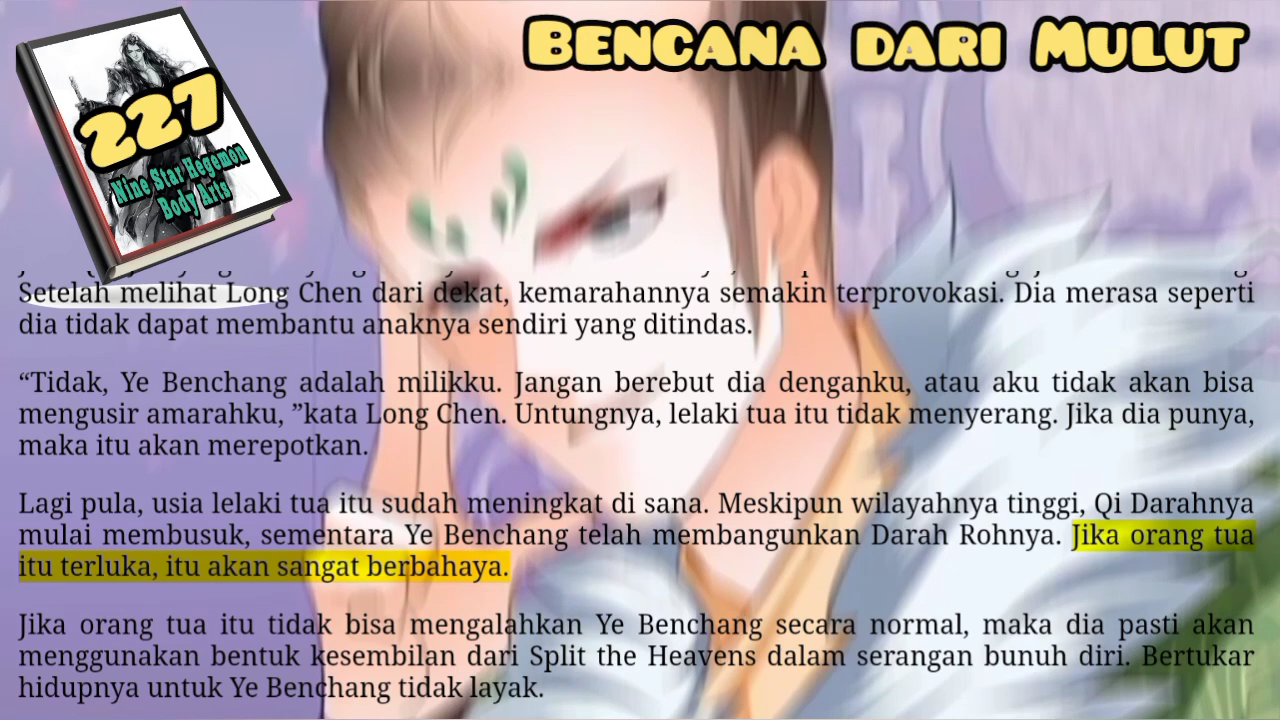 BENCANA DARI MULUT
227
Nine Star Hegemon
Body Arts
Setelah melihat Long Chen dari dekat, kemarahannya semakin terprovokasi. Dia merasa seperti
dia tidak dapat membantu anaknya sendiri yang ditindas.
“Tidak, Ye Benchang adalah milikku. Jangan berebut dia denganku, atau aku tidak akan bisa
mengusir amarahku, ”kata Long Chen. Untungnya, lelaki tua itu tidak menyerang. Jika dia punya,
maka itu akan merepotkan.
Lagi pula, usia lelaki tua itu sudah meningkat di sana. Meskipun wilayahnya tinggi, Qi Darahnya
mulai membusuk, sementara Ye Benchang telah membangunkan Darah Rohnya. Jika orang tua
itu terluka, itu akan sangat berbahaya.
Jika orang tua itu tidak bisa mengalahkan Ye Benchang secara normal, maka dia pasti akan
menggunakan bentuk kesembilan dari Split the Heavens dalam serangan bunuh diri. Bertukar
hidupnya untuk Ye Benchang tidak layak.